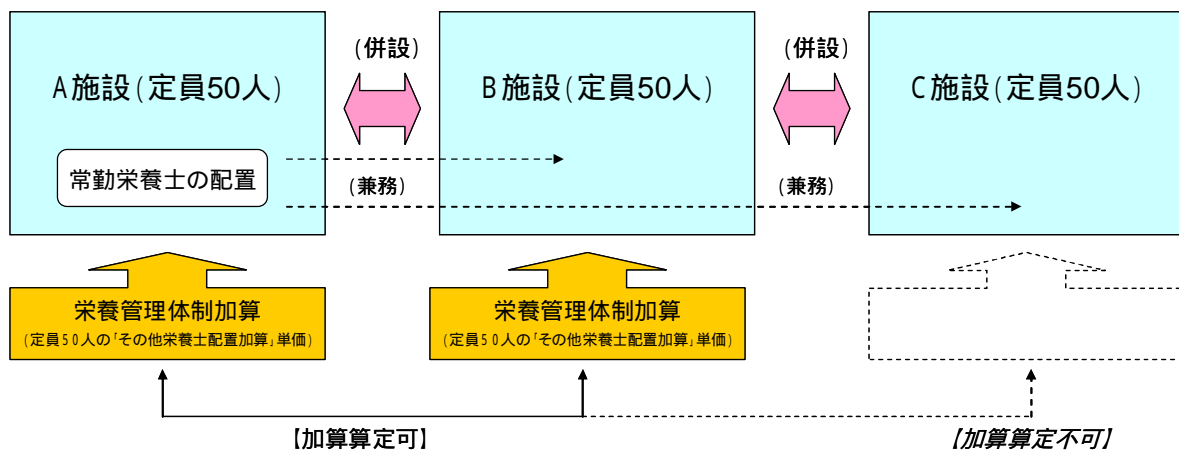 (併設)
(併設)
A施設(定員50人)
B施設(定員50人)
C施設(定員50人)
常勤栄養士の配置
(兼務)
(兼務)
栄養管理体制加算
(定員50人の「その他栄養士配置加算」単価)
栄養管理体制加算
(定員50人の「その他栄養士配置加算」単価)
【加算算定可】
【加算算定不可】